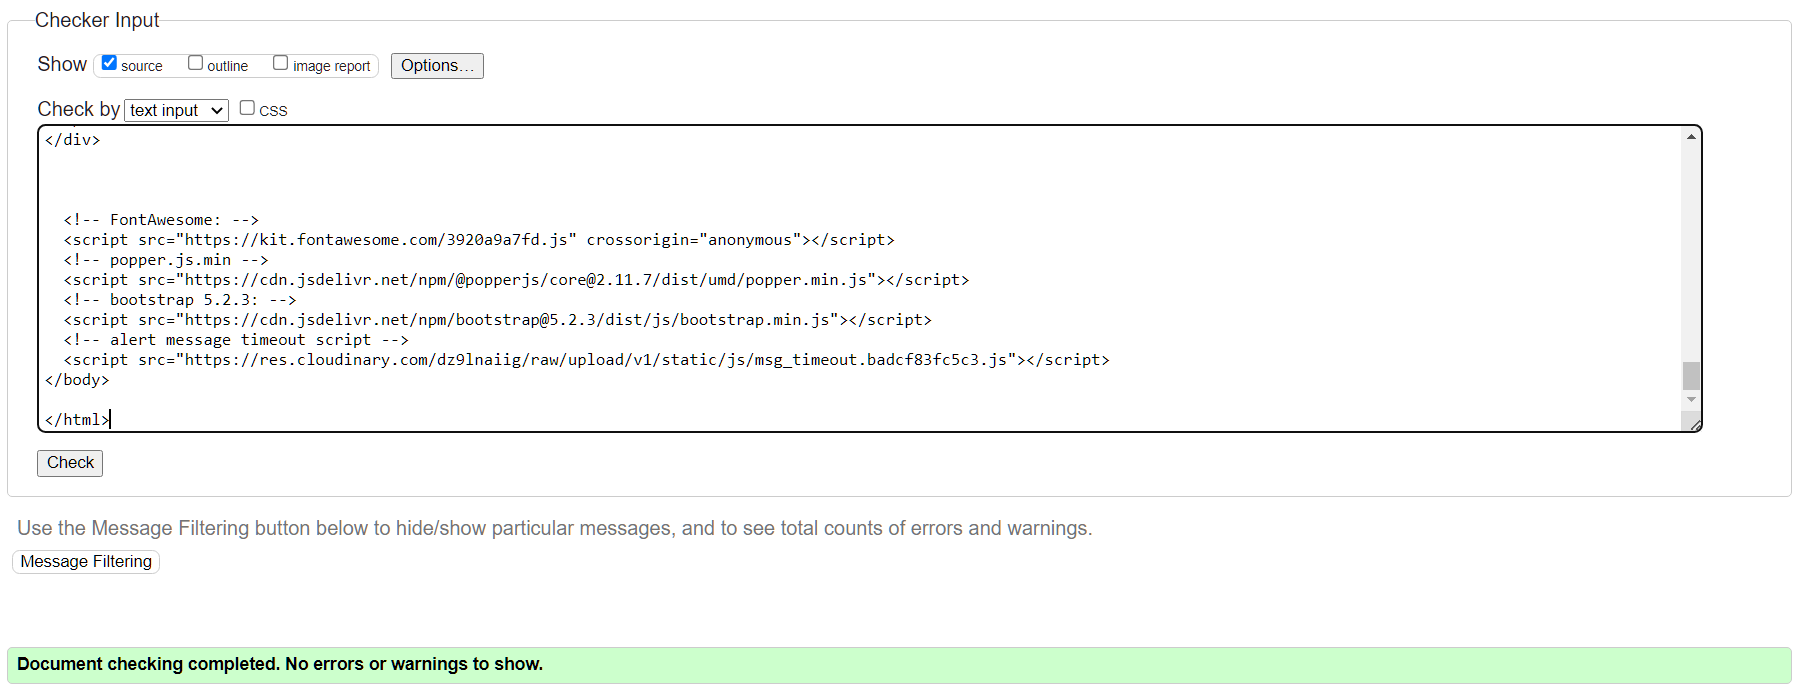 Checker Input
Show source outline image report Options...
Check by text input CSS
</div>
<!-- FontAwesome: -->
<script src="https://kit.fontawesome.com/3920a9a7fd.js" crossorigin="anonymous"></script>
<!-- popper.js.min -->
<script src="https://cdn.jsdelivr.net/npm/@popperjs/core@2.11.7/dist/umd/popper.min.js"></script>
<!-- bootstrap 5.2.3: -->
<script src="https://cdn.jsdelivr.net/npm/bootstrap@5.2.3/dist/js/bootstrap.min.js"></script>
<!-- alert message timeout script -->
<script src="https://res.cloudinary.com/dz9lnaiig/raw/upload/v1/static/js/msg_timeout.badcf83fc5c3.js"></script>
</body>
</html>
Check
Use the Message Filtering button below to hide/show particular messages, and to see total counts of errors and warnings.
Message Filtering
Document checking completed. No errors or warnings to show.